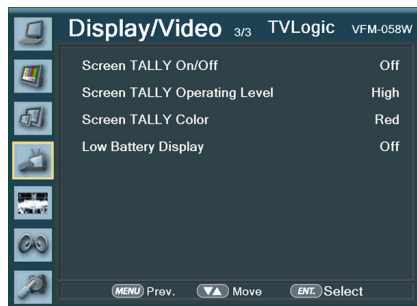 Display/Video 3/3 TVLogic VFM-058W
Screen TALLY On/Off Off
Screen TALLY Operating Level High
Screen TALLY Color Red
Low Battery Display Off
MENU Prev. ▼▲ Move ENT. Select